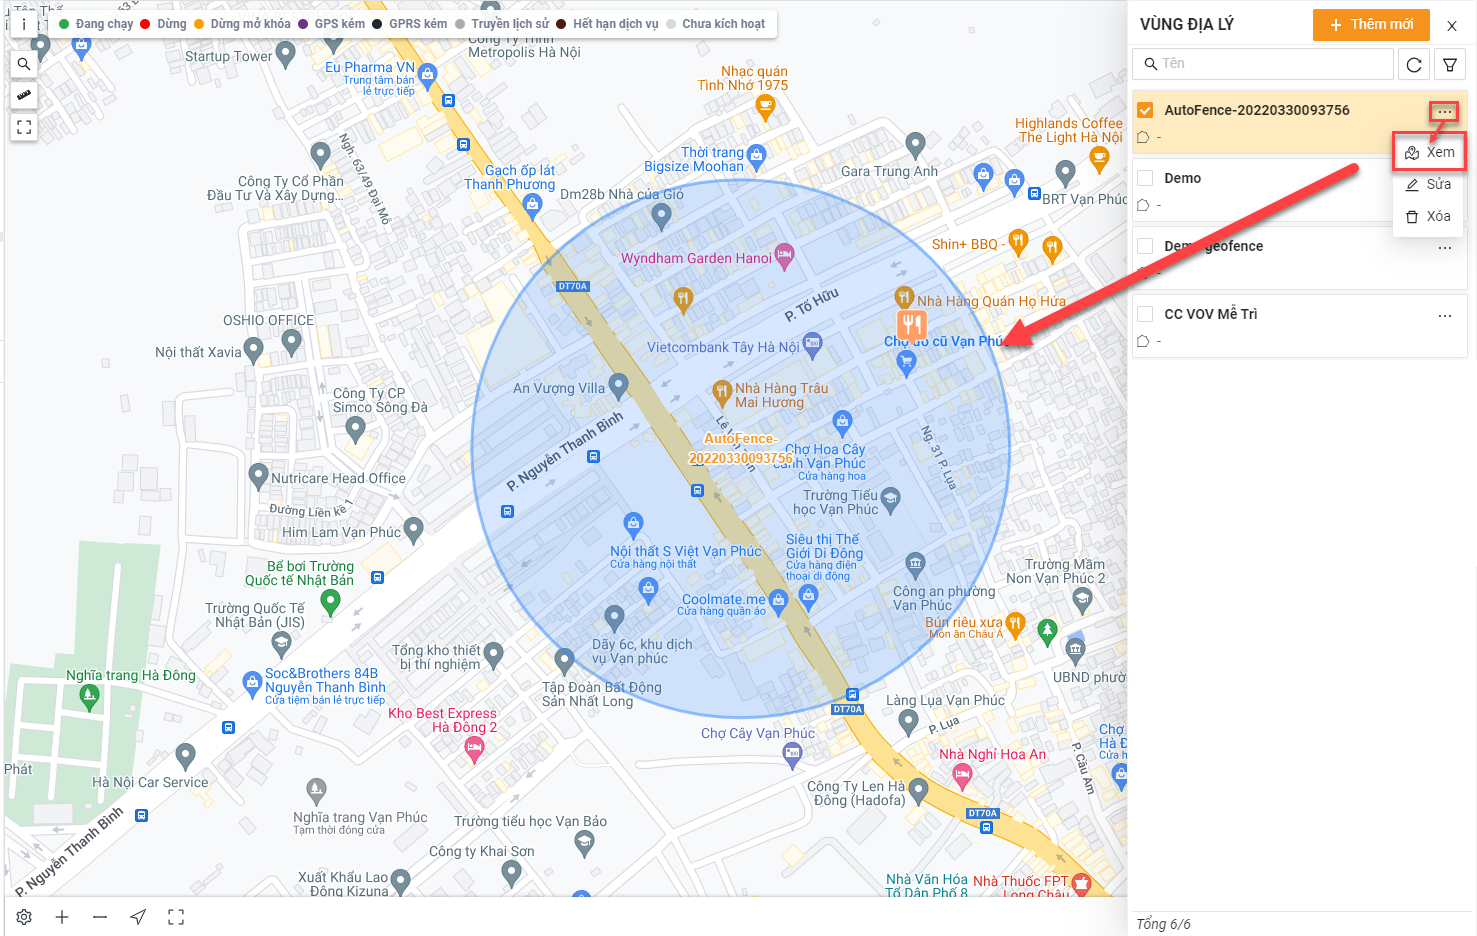 Đang chạy
Dừng
Dừng mở khóa
GPS kém
GPRS kém
Truyền lịch sử
Hết hạn dịch vụ
Chưa kích hoạt
Metropolis Hà Nội
Startup Tower
Eu Pharma VN
Trung tâm bán
lẻ trực tiếp
Nhạc quán
Tình Nhớ 1975
Highlands Coffee
The Light Hà Nội
Ngh. 63/49 Đại Mỗ
Thời trang
Bigsize Moohan
Gara Trung Anh
Gạch ốp lát
Thanh Phương
Công Ty Cổ Phần
Đầu Tư Và Xây Dựng...
Dm28b Nhà của Gió
BRT Vạn Phúc
Shin+ BBQ -
Wyndham Garden Hanoi
DT70A
P. Tố Hữu
Nhà Hàng Quán Họ Hứa
OSHIO OFFICE
Nội thất Xavia
Vietcombank Tây Hà Nội
Chợ đồ cũ Vạn Phúc
An Vượng Villa
Nhà Hàng Trâu
Mai Hương
Công Ty CP
Simco Sông Đà
P. Nguyễn Thanh Bình
AutoFence-
20220330093756
Chợ Hoa Cây
cảnh Vạn Phúc
Cửa hàng hoa
Ng. 31 P. Lụa
Nutricare Head Office
Đường Liền kề 1
Him Lam Vạn Phúc
Trường Tiểu
học Vạn Phúc
Nội thất S Việt Vạn Phúc
Cửa hàng nội thất
Siêu thị Thế
Giới Di Động
Cửa hàng điện
thoại di động
Bể bơi Trường
Quốc tế Nhật Bản
Trường Quốc Tế
Nhật Bản (JIS)
Coolmate.me
Cửa hàng quần áo
Công an phường
Vạn Phúc
Trường Mầm
Non Vạn Phúc 2
Bún riêu xưa
Món ăn Châu Á
Dãy 6c, khu dịch
vụ Vạn phúc
Tổng kho thiết
bị thí nghiệm
Nghĩa trang Hà Đông
Soc&Brothers 84B
Nguyễn Thanh Bình
Cửa tiệm bán lẻ trực tiếp
Tập Đoàn Bất Động
Sản Nhất Long
UBND phườ
Kho Best Express
Hà Đông 2
DT70A
Làng Lụa Vạn Phúc
P. Lụa
Chợ Cây Vạn Phúc
Chợ
Hà Đ
Cửa h
P. Cầu Am
Phát
Hà Nội Car Service
Nhà Nghỉ Hoa An
Công Ty Len Hà
Đông (Hadofa)
DT70A
Nghĩa trang Vạn Phúc
Tạm thời đóng cửa
Trường tiểu học Vạn Bảo
Công ty Khai Sơn
P. Nguyễn Thanh Bình
Xuất Khẩu Lao
Động Kizuna
Nhà Văn Hóa
Tổ Dân Phố 8
Nhà Thuốc FPT
Long Châu
VÙNG ĐỊA LÝ
+ Thêm mới
Tên
AutoFence-20220330093756
-
Xem
Sửa
Xóa
Demo
-
geofence
CC VOV Mễ Trì
-
Tổng 6/6